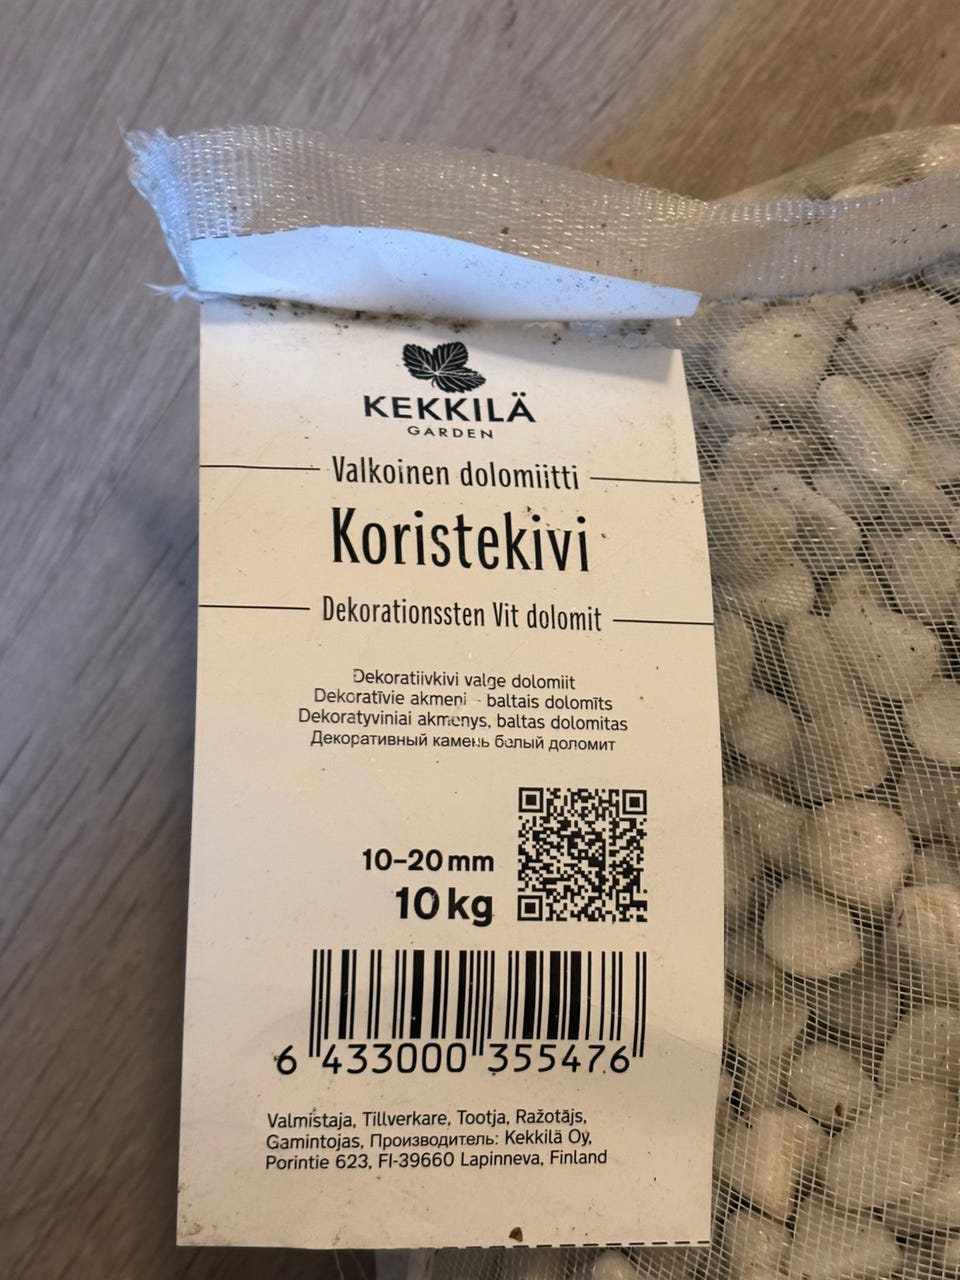 KEKKILÄ
GARDEN
Valkoinen dolomiitti
Koristekivi
Dekorationssten Vit dolomit
Dekoratiivkivi valge dolomiit
Dekoratīvie akmeņi - baltais dolomīts
Dekoratyviniai akmenys, baltas dolomitas
Декоративный камень белый доломит
10–20 mm
10 kg
6 433000 355476
Valmistaja, Tillverkare, Tootja, Ražotājs,
Gamintojas, Производитель: Kekkilä Oy,
Porintie 623, FI-39660 Lapinneva, Finland